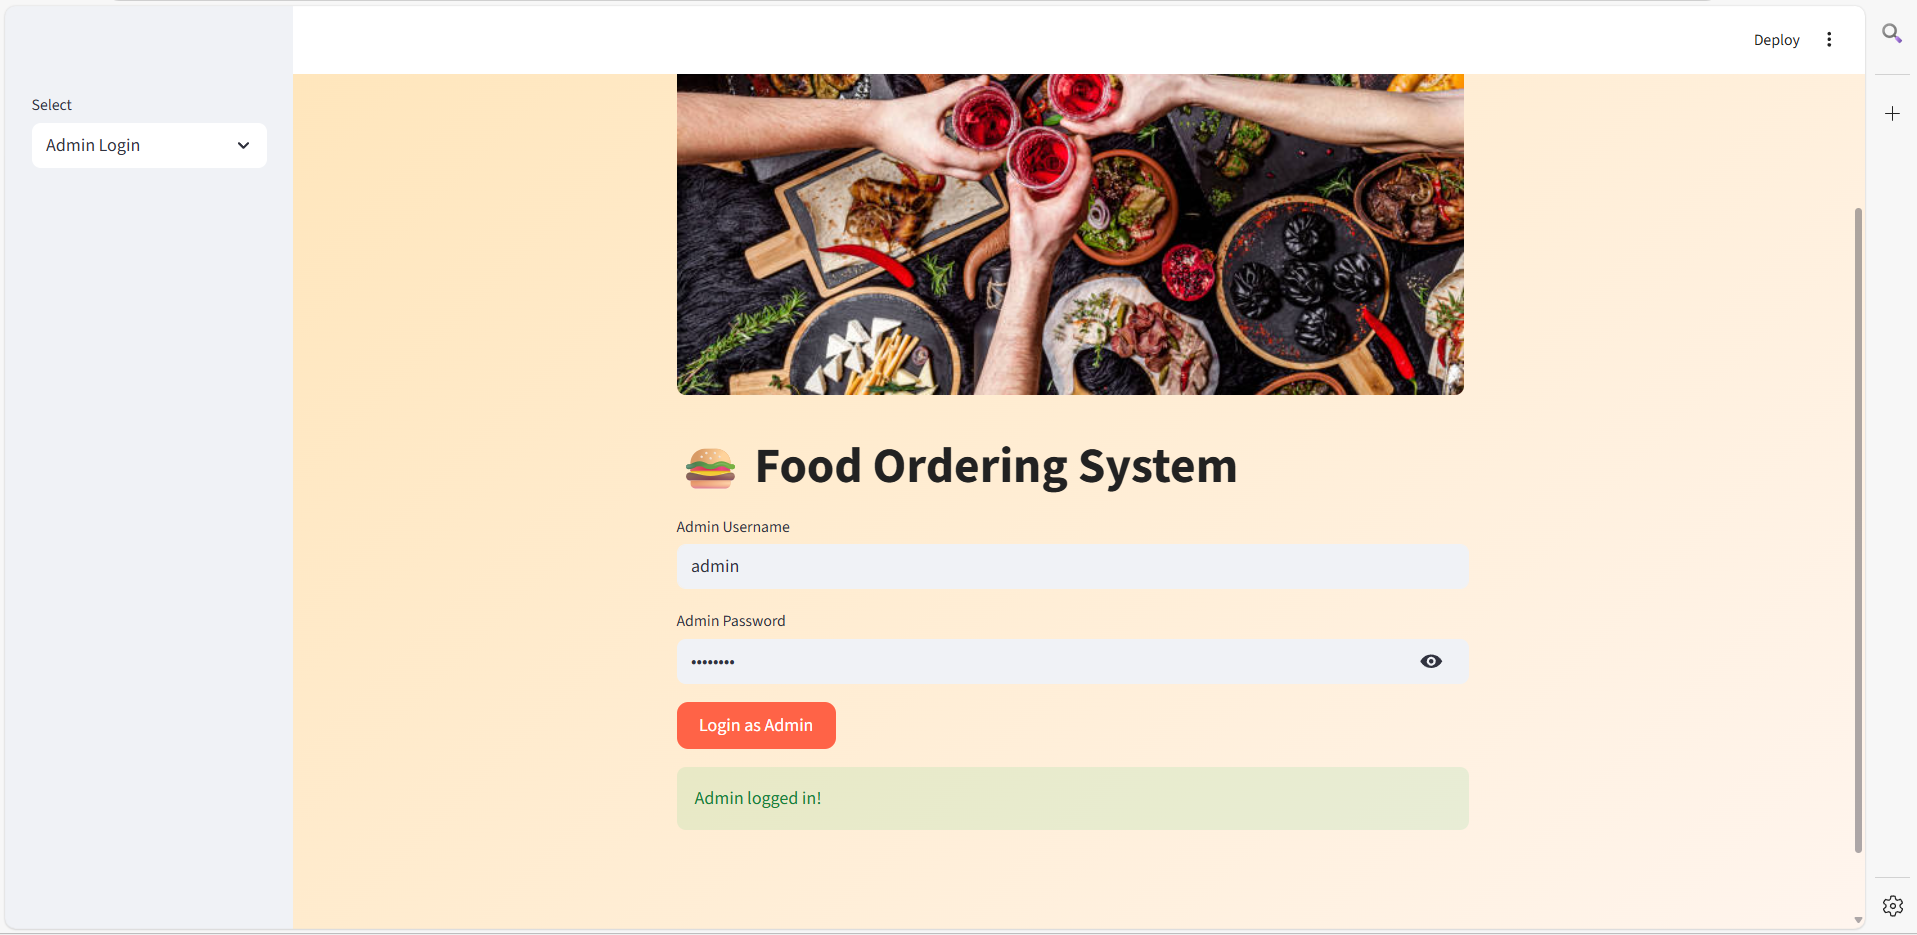 Deploy
Select
Admin Login
Food Ordering System
Admin Username
admin
Admin Password
••••••••
Login as Admin
Admin logged in!